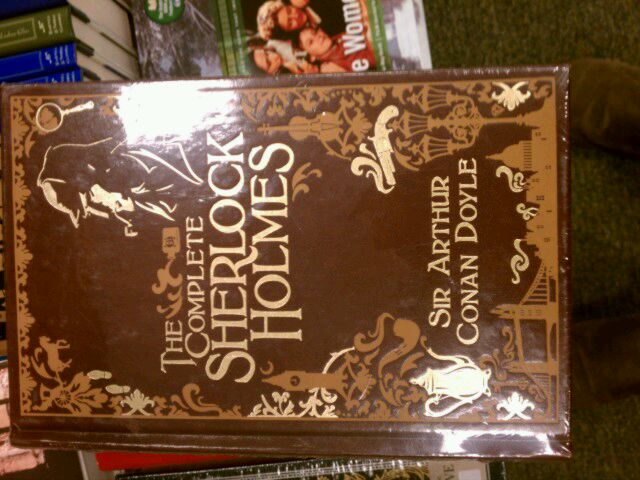 THE
COMPLETE
SHERLOCK
HOLMES
SIR ARTHUR
CONAN DOYLE